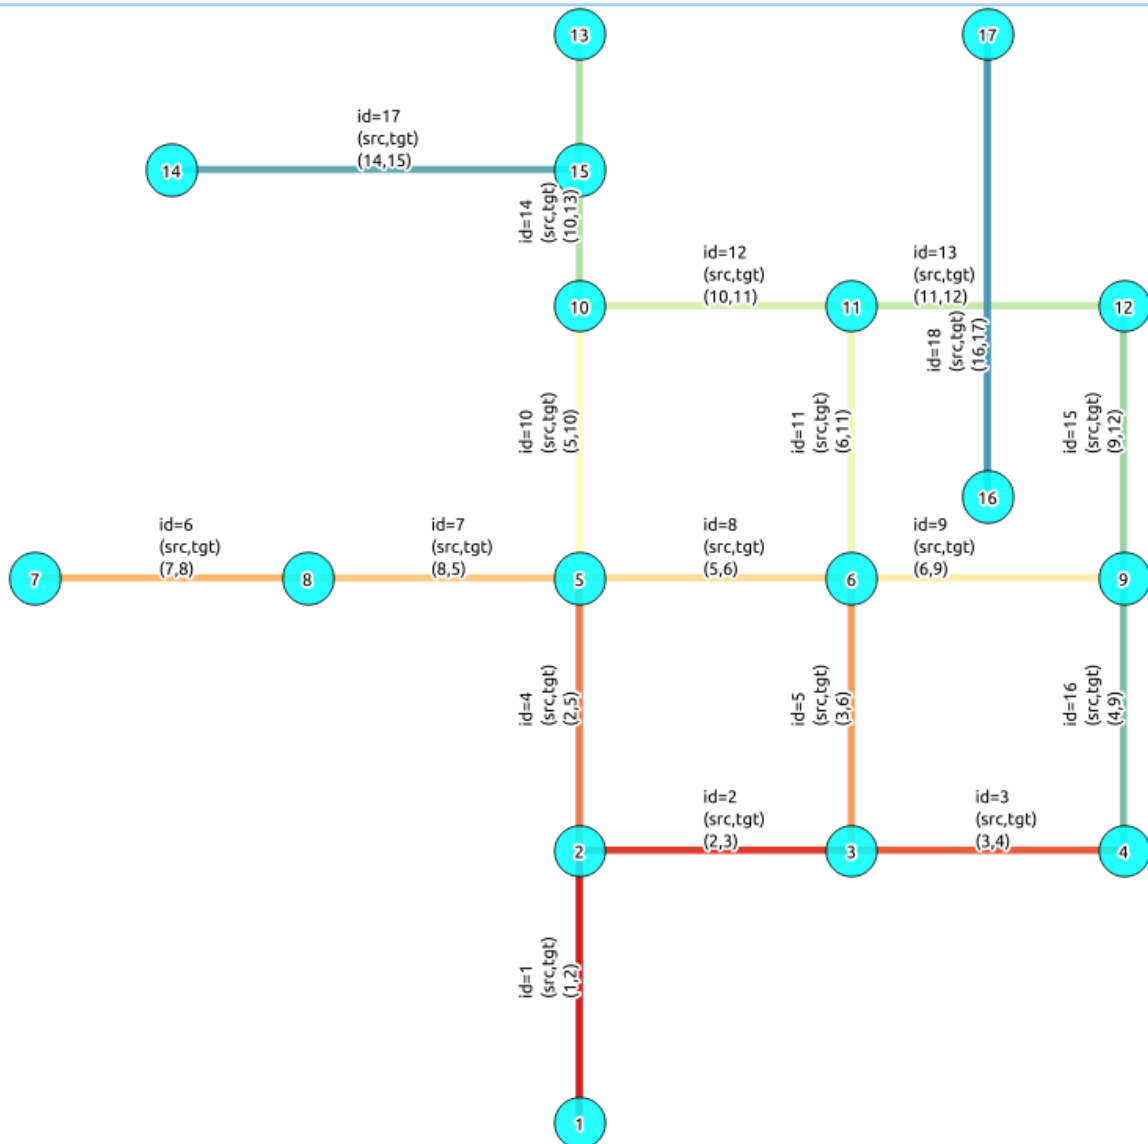 13
17
id=17
(src,tgt)
(14,15)
14
15
id=14
(src,tgt)
(10,13)
id=12
(src,tgt)
(10,11)
id=13
(src,tgt)
(11,12)
10
11
12
id=18
(src,tgt)
(16,17)
id=10
(src,tgt)
(5,10)
id=11
(src,tgt)
(6,11)
id=15
(src,tgt)
(9,12)
16
id=6
(src,tgt)
(7,8)
id=7
(src,tgt)
(8,5)
id=8
(src,tgt)
(5,6)
id=9
(src,tgt)
(6,9)
7
8
5
6
9
id=4
(src,tgt)
(2,5)
id=5
(src,tgt)
(3,6)
id=16
(src,tgt)
(4,9)
id=2
(src,tgt)
(2,3)
id=3
(src,tgt)
(3,4)
2
3
4
id=1
(src,tgt)
(1,2)
1